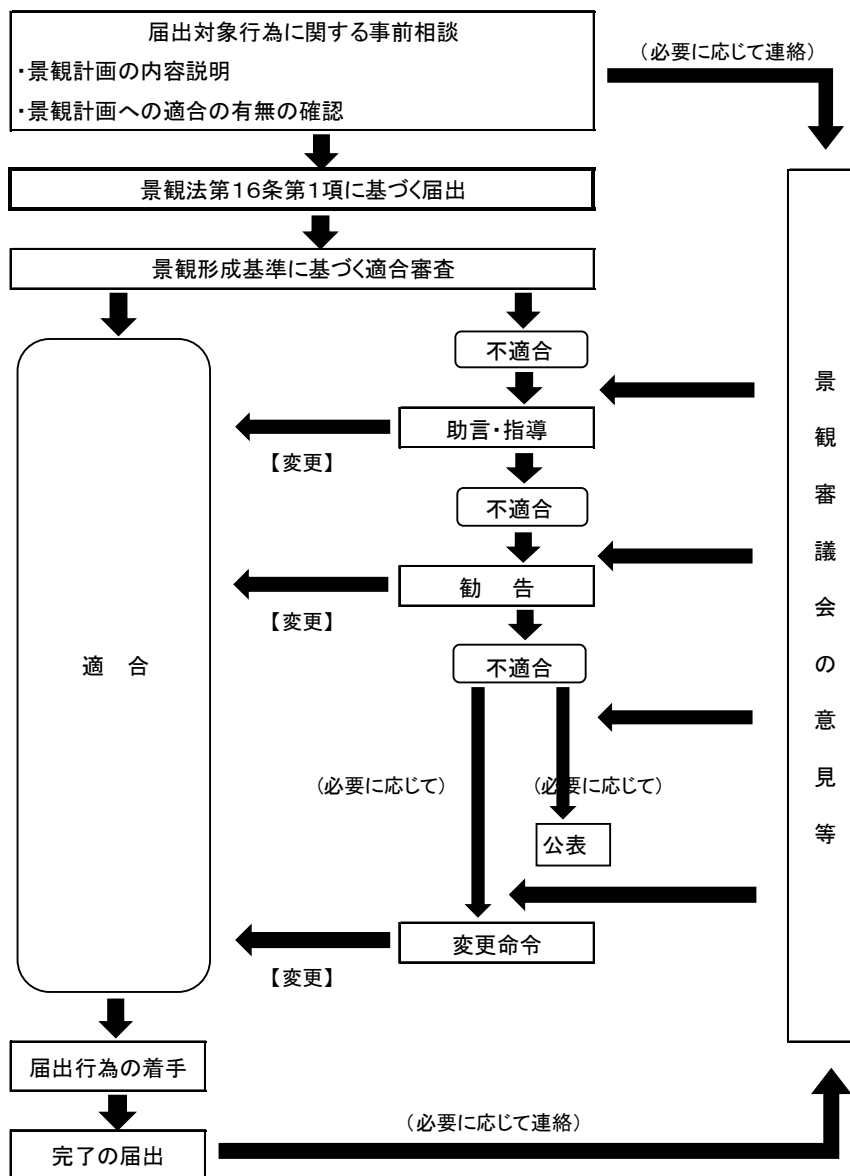 届出対象行為に関する事前相談
・景観計画の内容説明
・景観計画への適合の有無の確認
（必要に応じて連絡）
景観法第16条第1項に基づく届出
景観形成基準に基づく適合審査
不適合
助言・指導
【変更】
不適合
勧　告
【変更】
不適合
適　合
（必要に応じて）
（必要に応じて）
公表
変更命令
【変更】
景観審議会の意見等
届出行為の着手
（必要に応じて連絡）
完了の届出